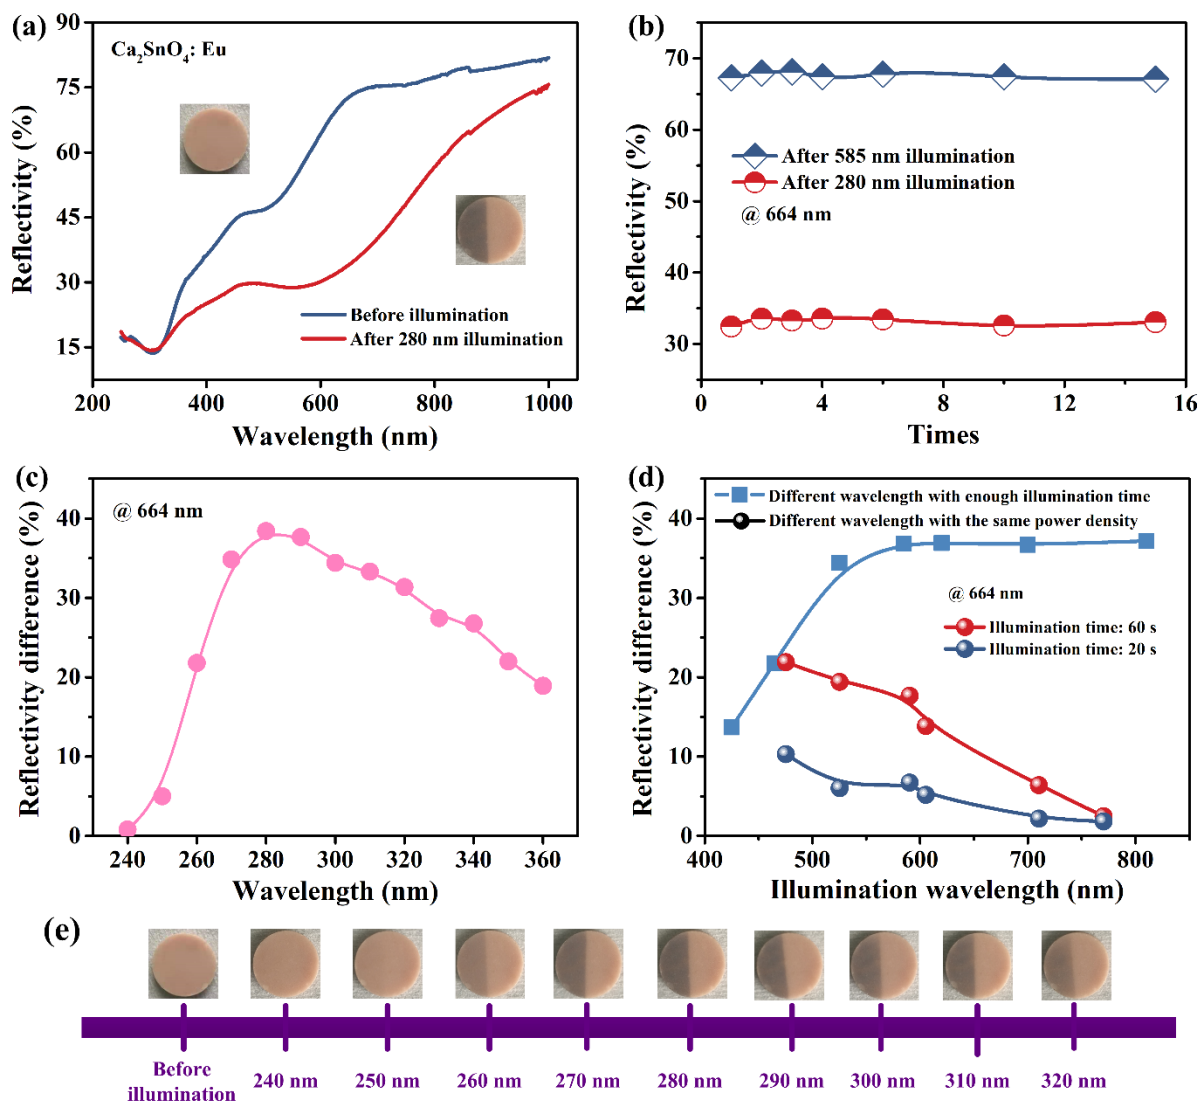 (a)
Ca2SnO4: Eu
Reflectivity (%)
90
75
60
45
30
15
Before illumination
After 280 nm illumination
200 400 600 800 1000
Wavelength (nm)
(b)
Reflectivity (%)
70
60
50
40
30
After 585 nm illumination
After 280 nm illumination
@ 664 nm
0 4 8 12 16
Times
(c)
@ 664 nm
Reflectivity difference (%)
40
30
20
10
0
240 260 280 300 320 340 360
Wavelength (nm)
(d)
Reflectivity difference (%)
40
30
20
10
0
Different wavelength with enough illumination time
Different wavelength with the same power density
@ 664 nm
Illumination time: 60 s
Illumination time: 20 s
400 500 600 700 800
Illumination wavelength (nm)
(e)
Before
illumination
240 nm 250 nm 260 nm 270 nm 280 nm 290 nm 300 nm 310 nm 320 nm